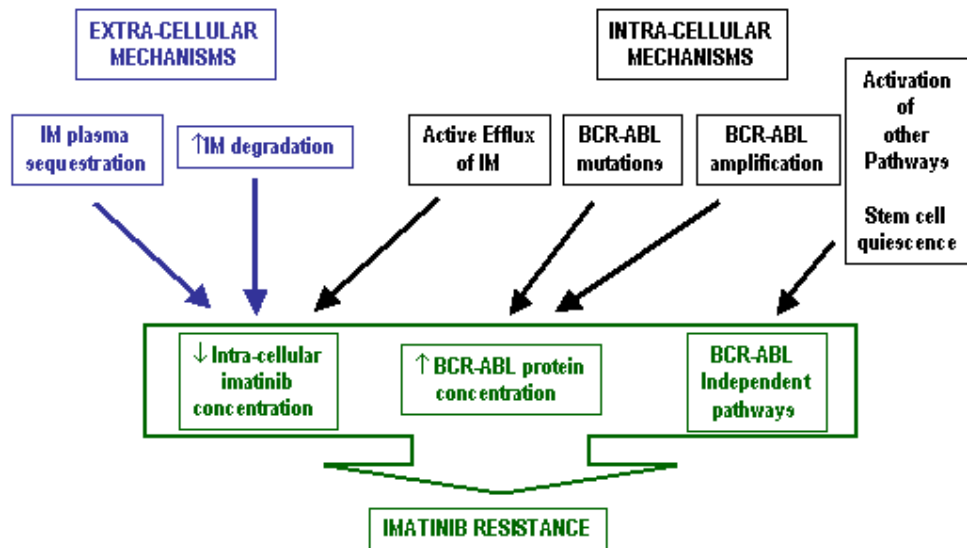 EXTRA-CELLULAR
MECHANISMS
INTRA-CELLULAR
MECHANISMS
IM plasma
sequestration
↑IM degradation
Active Efflux
of IM
BCR-ABL
mutations
BCR-ABL
amplification
Activation
of
other
Pathways
Stem cell
quiescence
↓ Intra-cellular
imatinib
concentration
↑ BCR-ABL protein
concentration
BCR-ABL
Independent
pathways
IMATINIB RESISTANCE